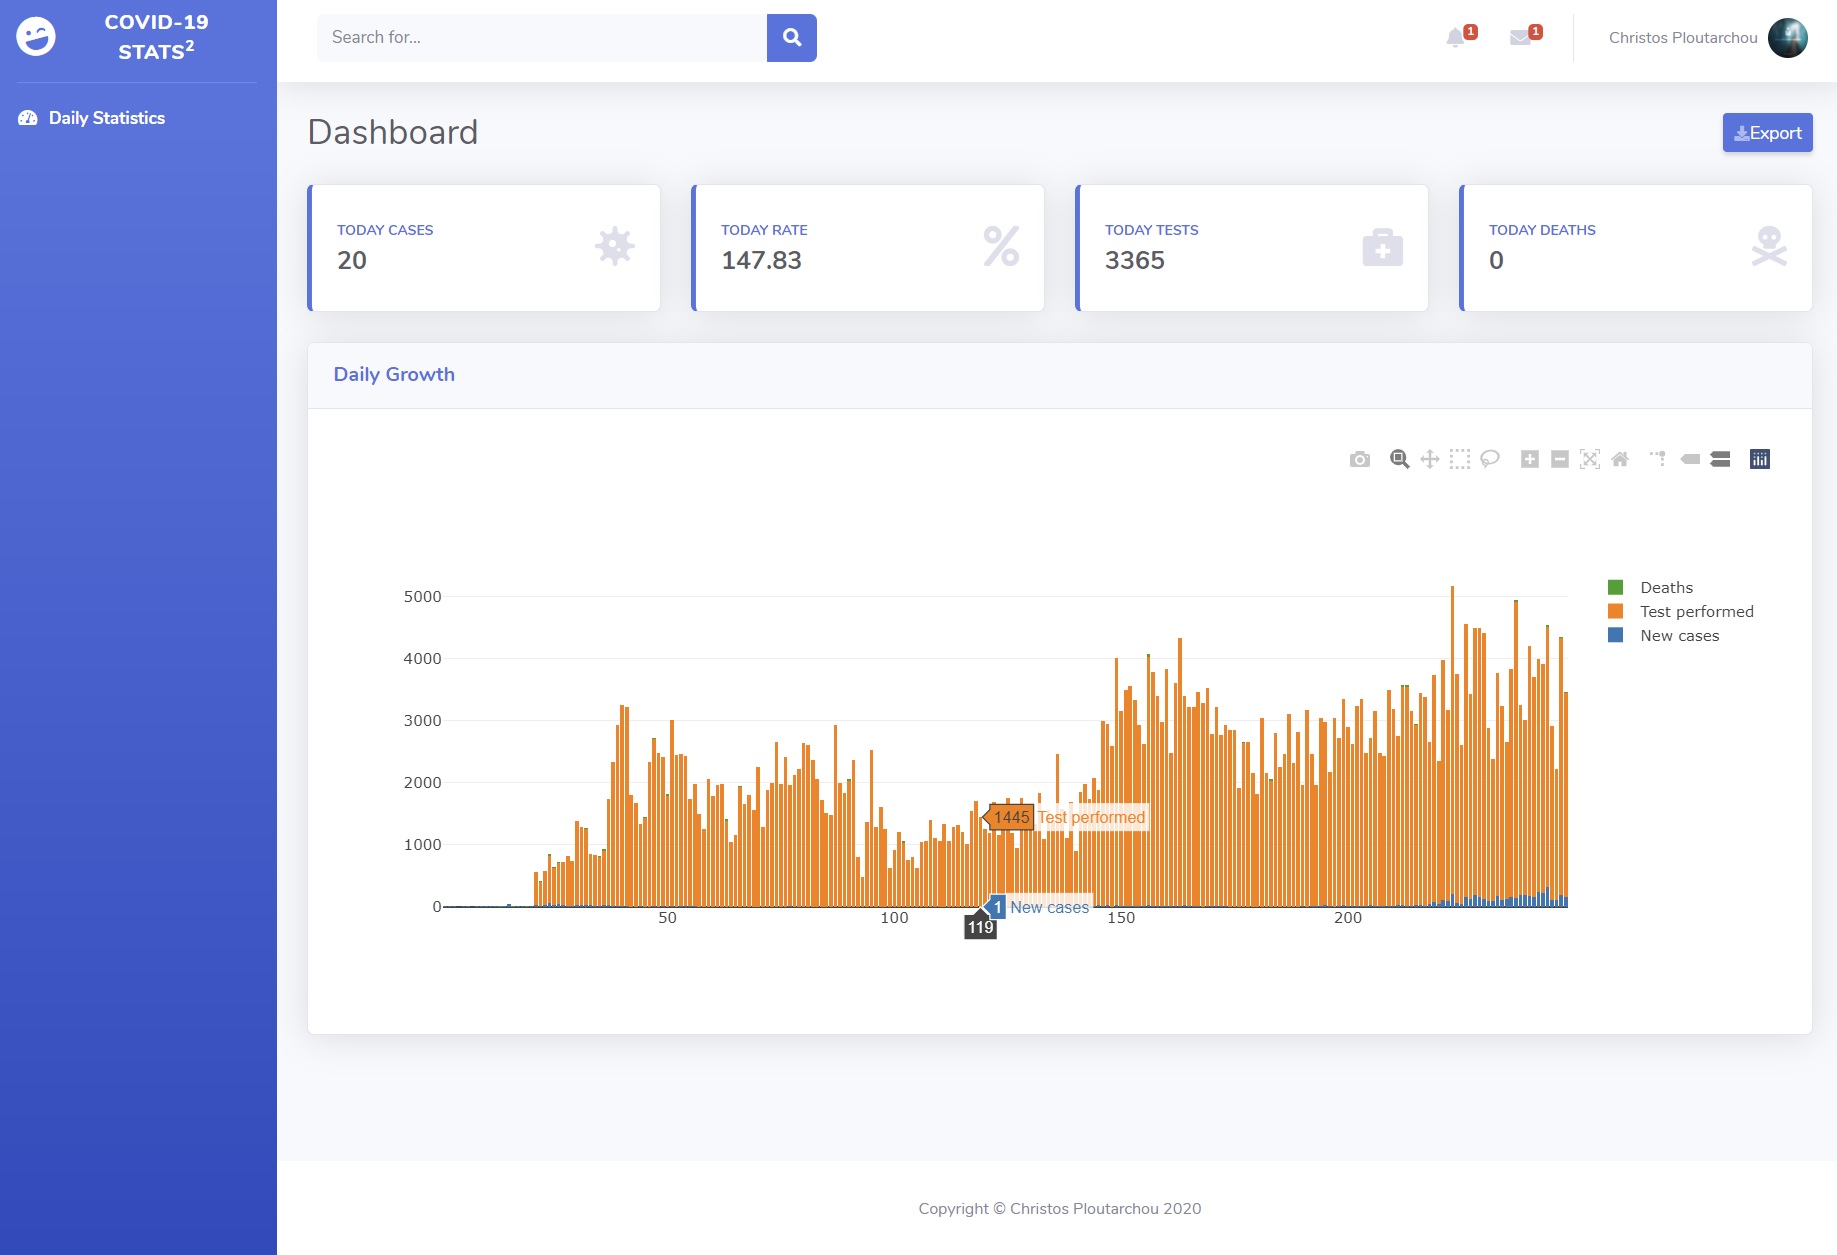 COVID-19
STATS2
Daily Statistics
Search for...
1
1
Christos Ploutarchou
Dashboard
Export
TODAY CASES
20
TODAY RATE
147.83
TODAY TESTS
3365
TODAY DEATHS
0
Daily Growth
5000
4000
3000
2000
1000
0
Deaths
Test performed
New cases
1445 Test performed
1 New cases
50
100
119
150
200
Copyright © Christos Ploutarchou 2020